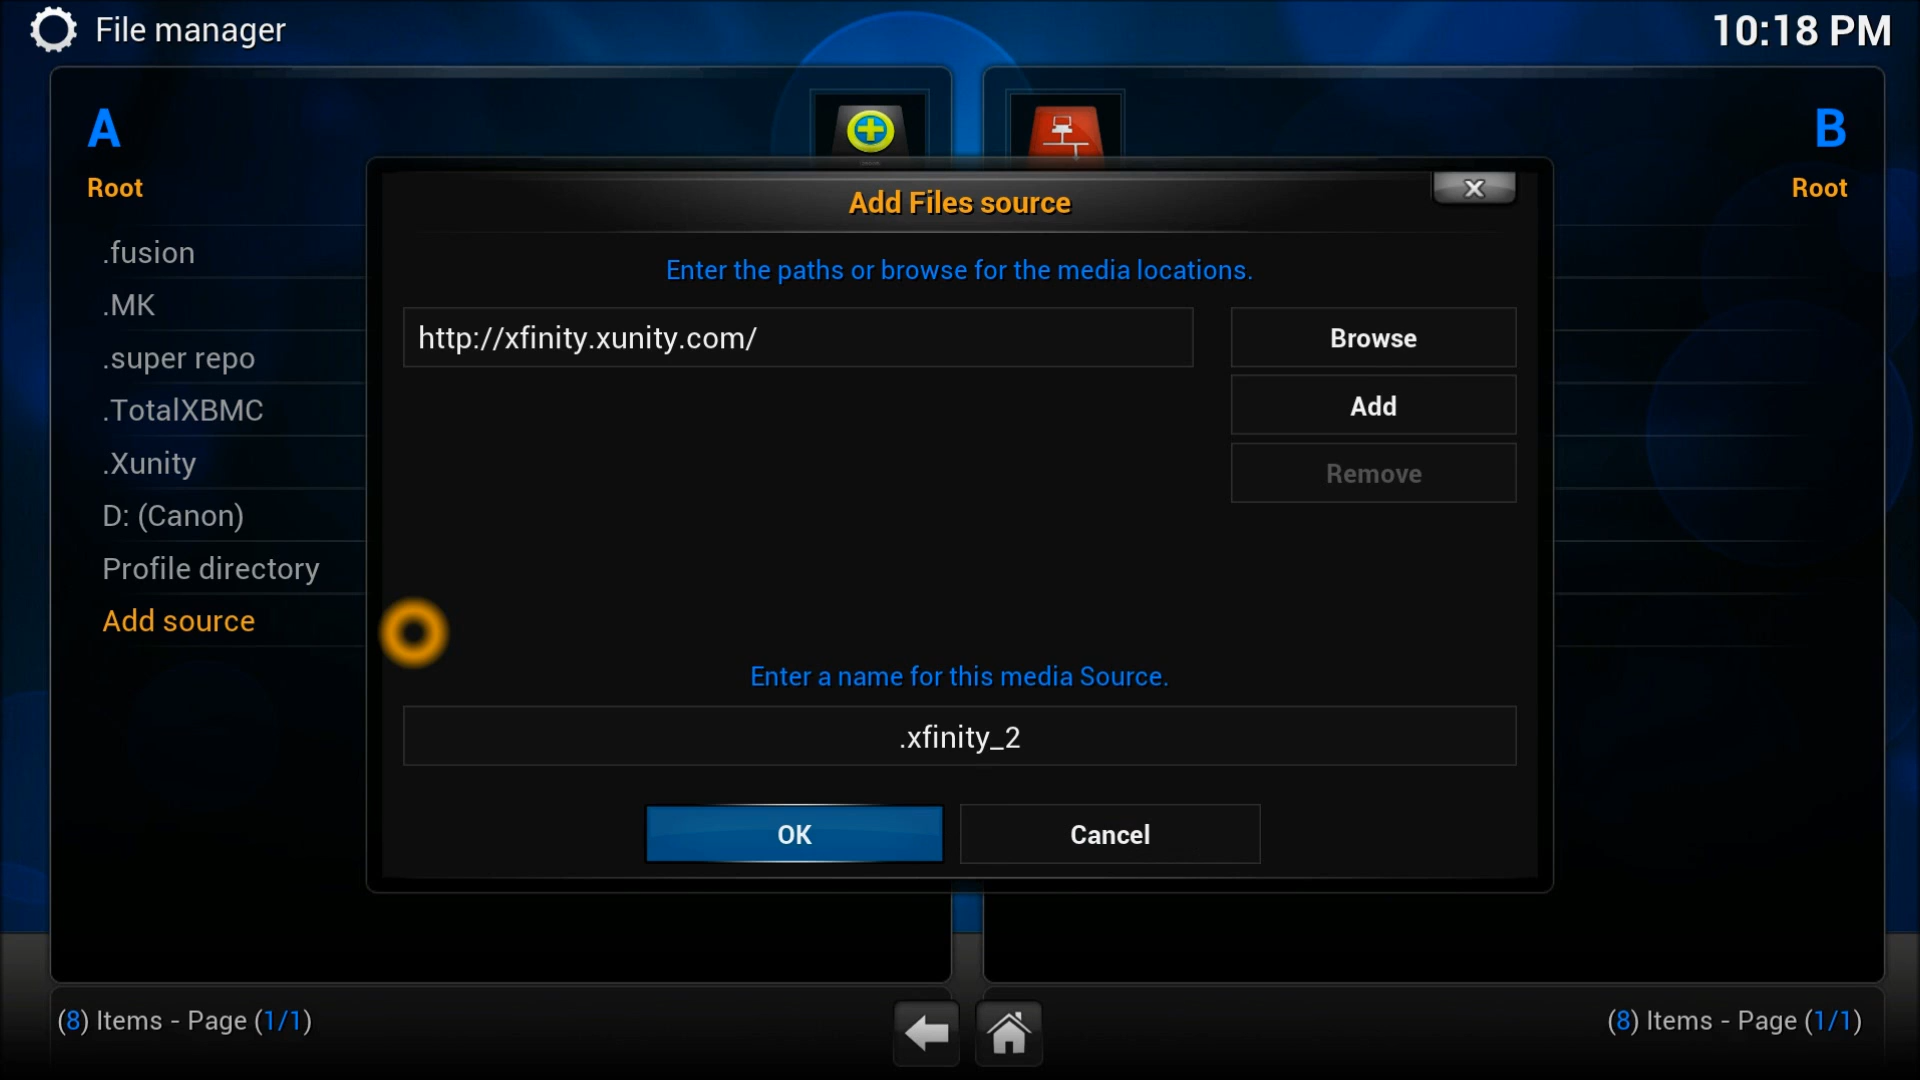 File manager
10:18 PM
A
B
Root
Root
Add Files source
X
Enter the paths or browse for the media locations.
http://xfinity.xunity.com/
Browse
Add
Remove
.fusion
.MK
.super repo
.TotalXBMC
.Xunity
D: (Canon)
Profile directory
Add source
Enter a name for this media Source.
.xfinity_2
OK
Cancel
(8) Items - Page (1/1)
(8) Items - Page (1/1)